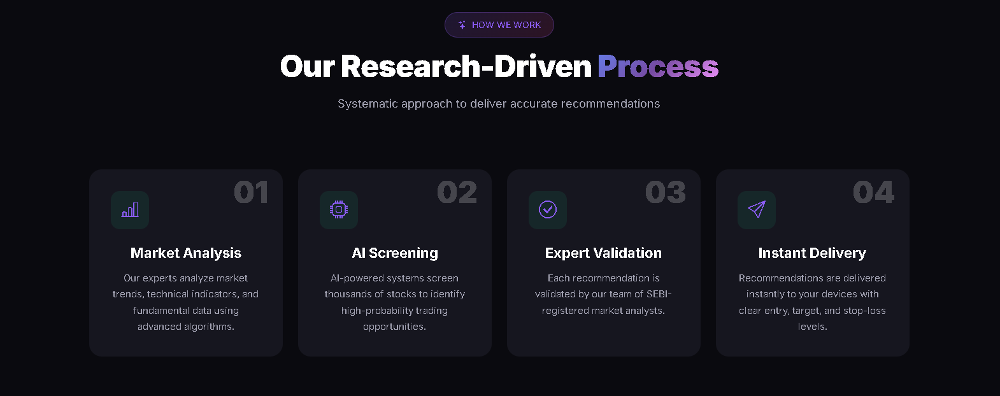 HOW WE WORK
Our Research-Driven Process
Systematic approach to deliver accurate recommendations
01
Market Analysis
Our experts analyze market
trends, technical indicators, and
fundamental data using
advanced algorithms.
02
AI Screening
AI-powered systems screen
thousands of stocks to identify
high-probability trading
opportunities.
03
Expert Validation
Each recommendation is
validated by our team of SEBI-
registered market analysts.
04
Instant Delivery
Recommendations are delivered
instantly to your devices with
clear entry, target, and stop-loss
levels.